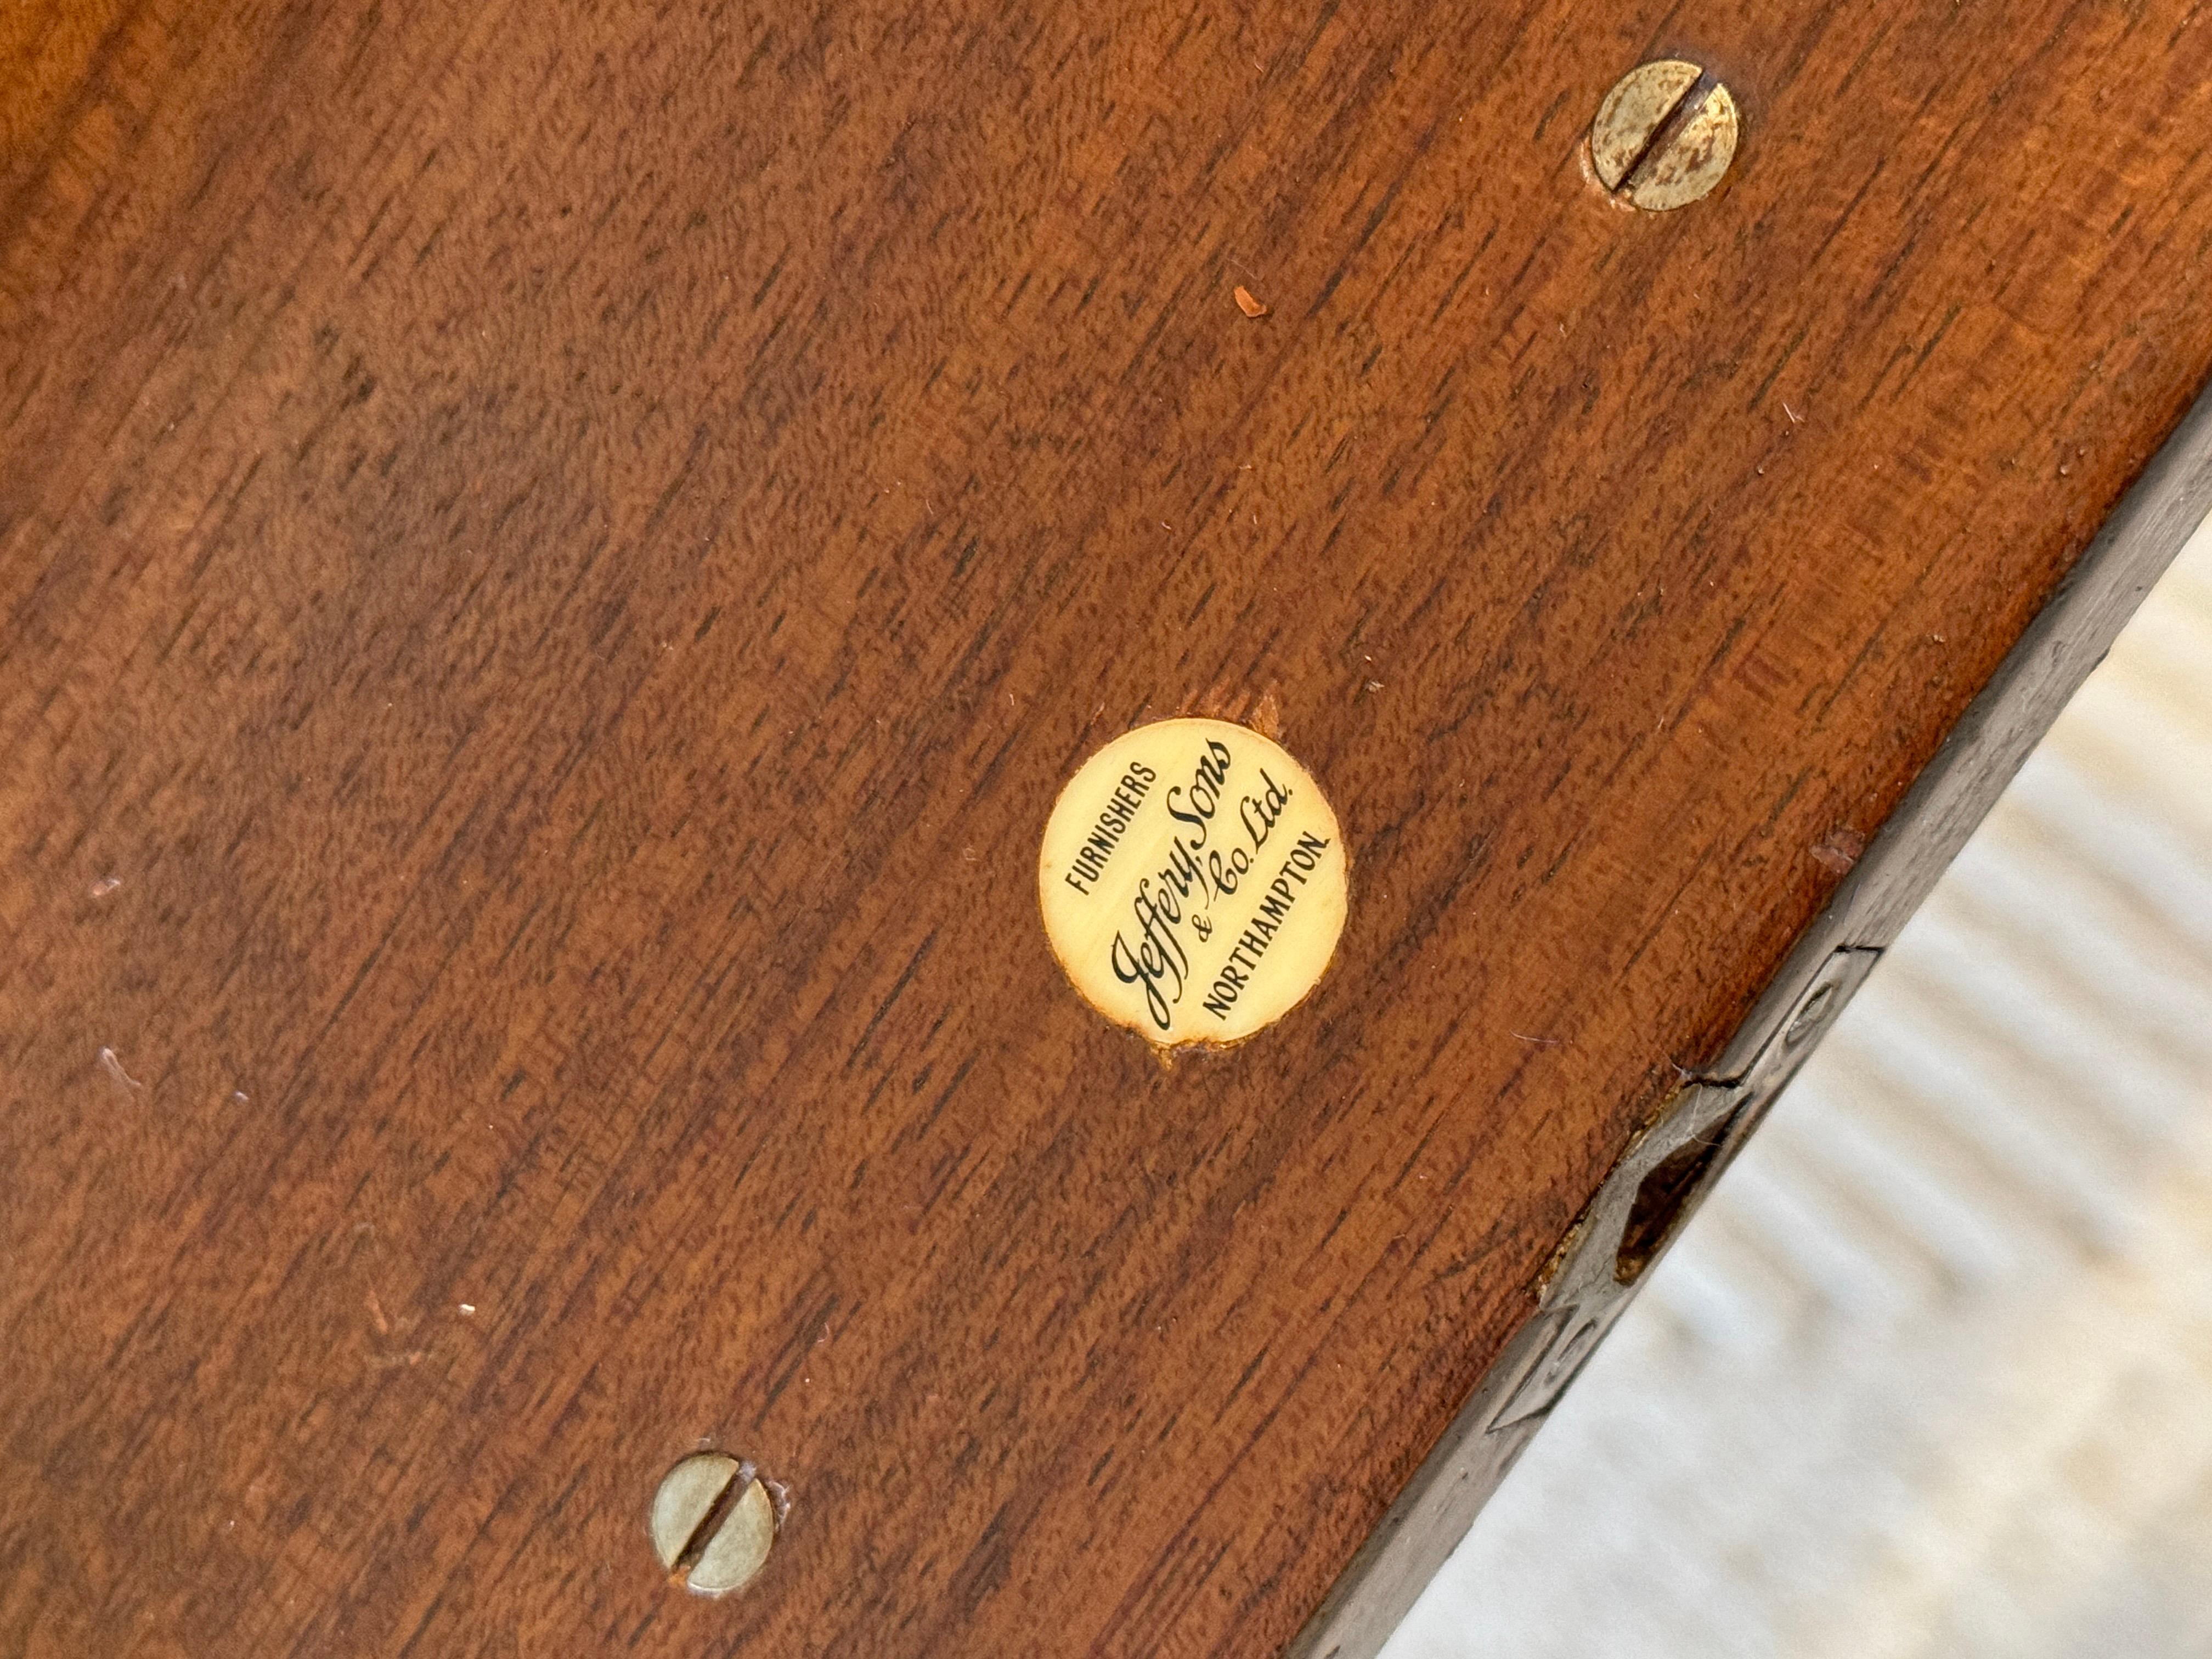 FURNISHERS
Jeffery, Sons
& Co. Ltd.
NORTHAMPTON.